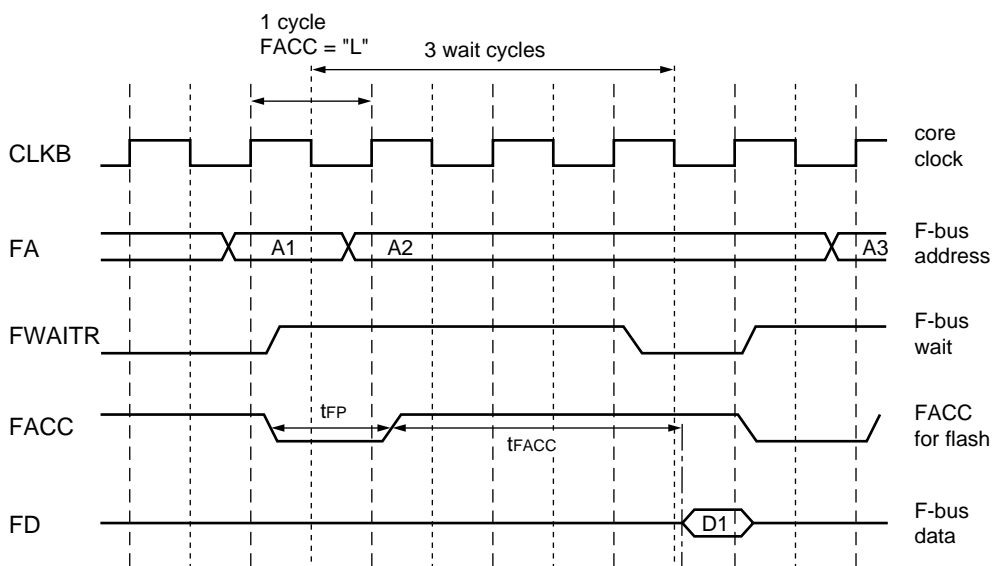 1 cycle
FACC = "L"
3 wait cycles
CLKB
core
clock
FA
A1
A2
A3
F-bus
address
FWAITR
F-bus
wait
FACC
tFP
tFACC
FACC
for flash
FD
D1
F-bus
data